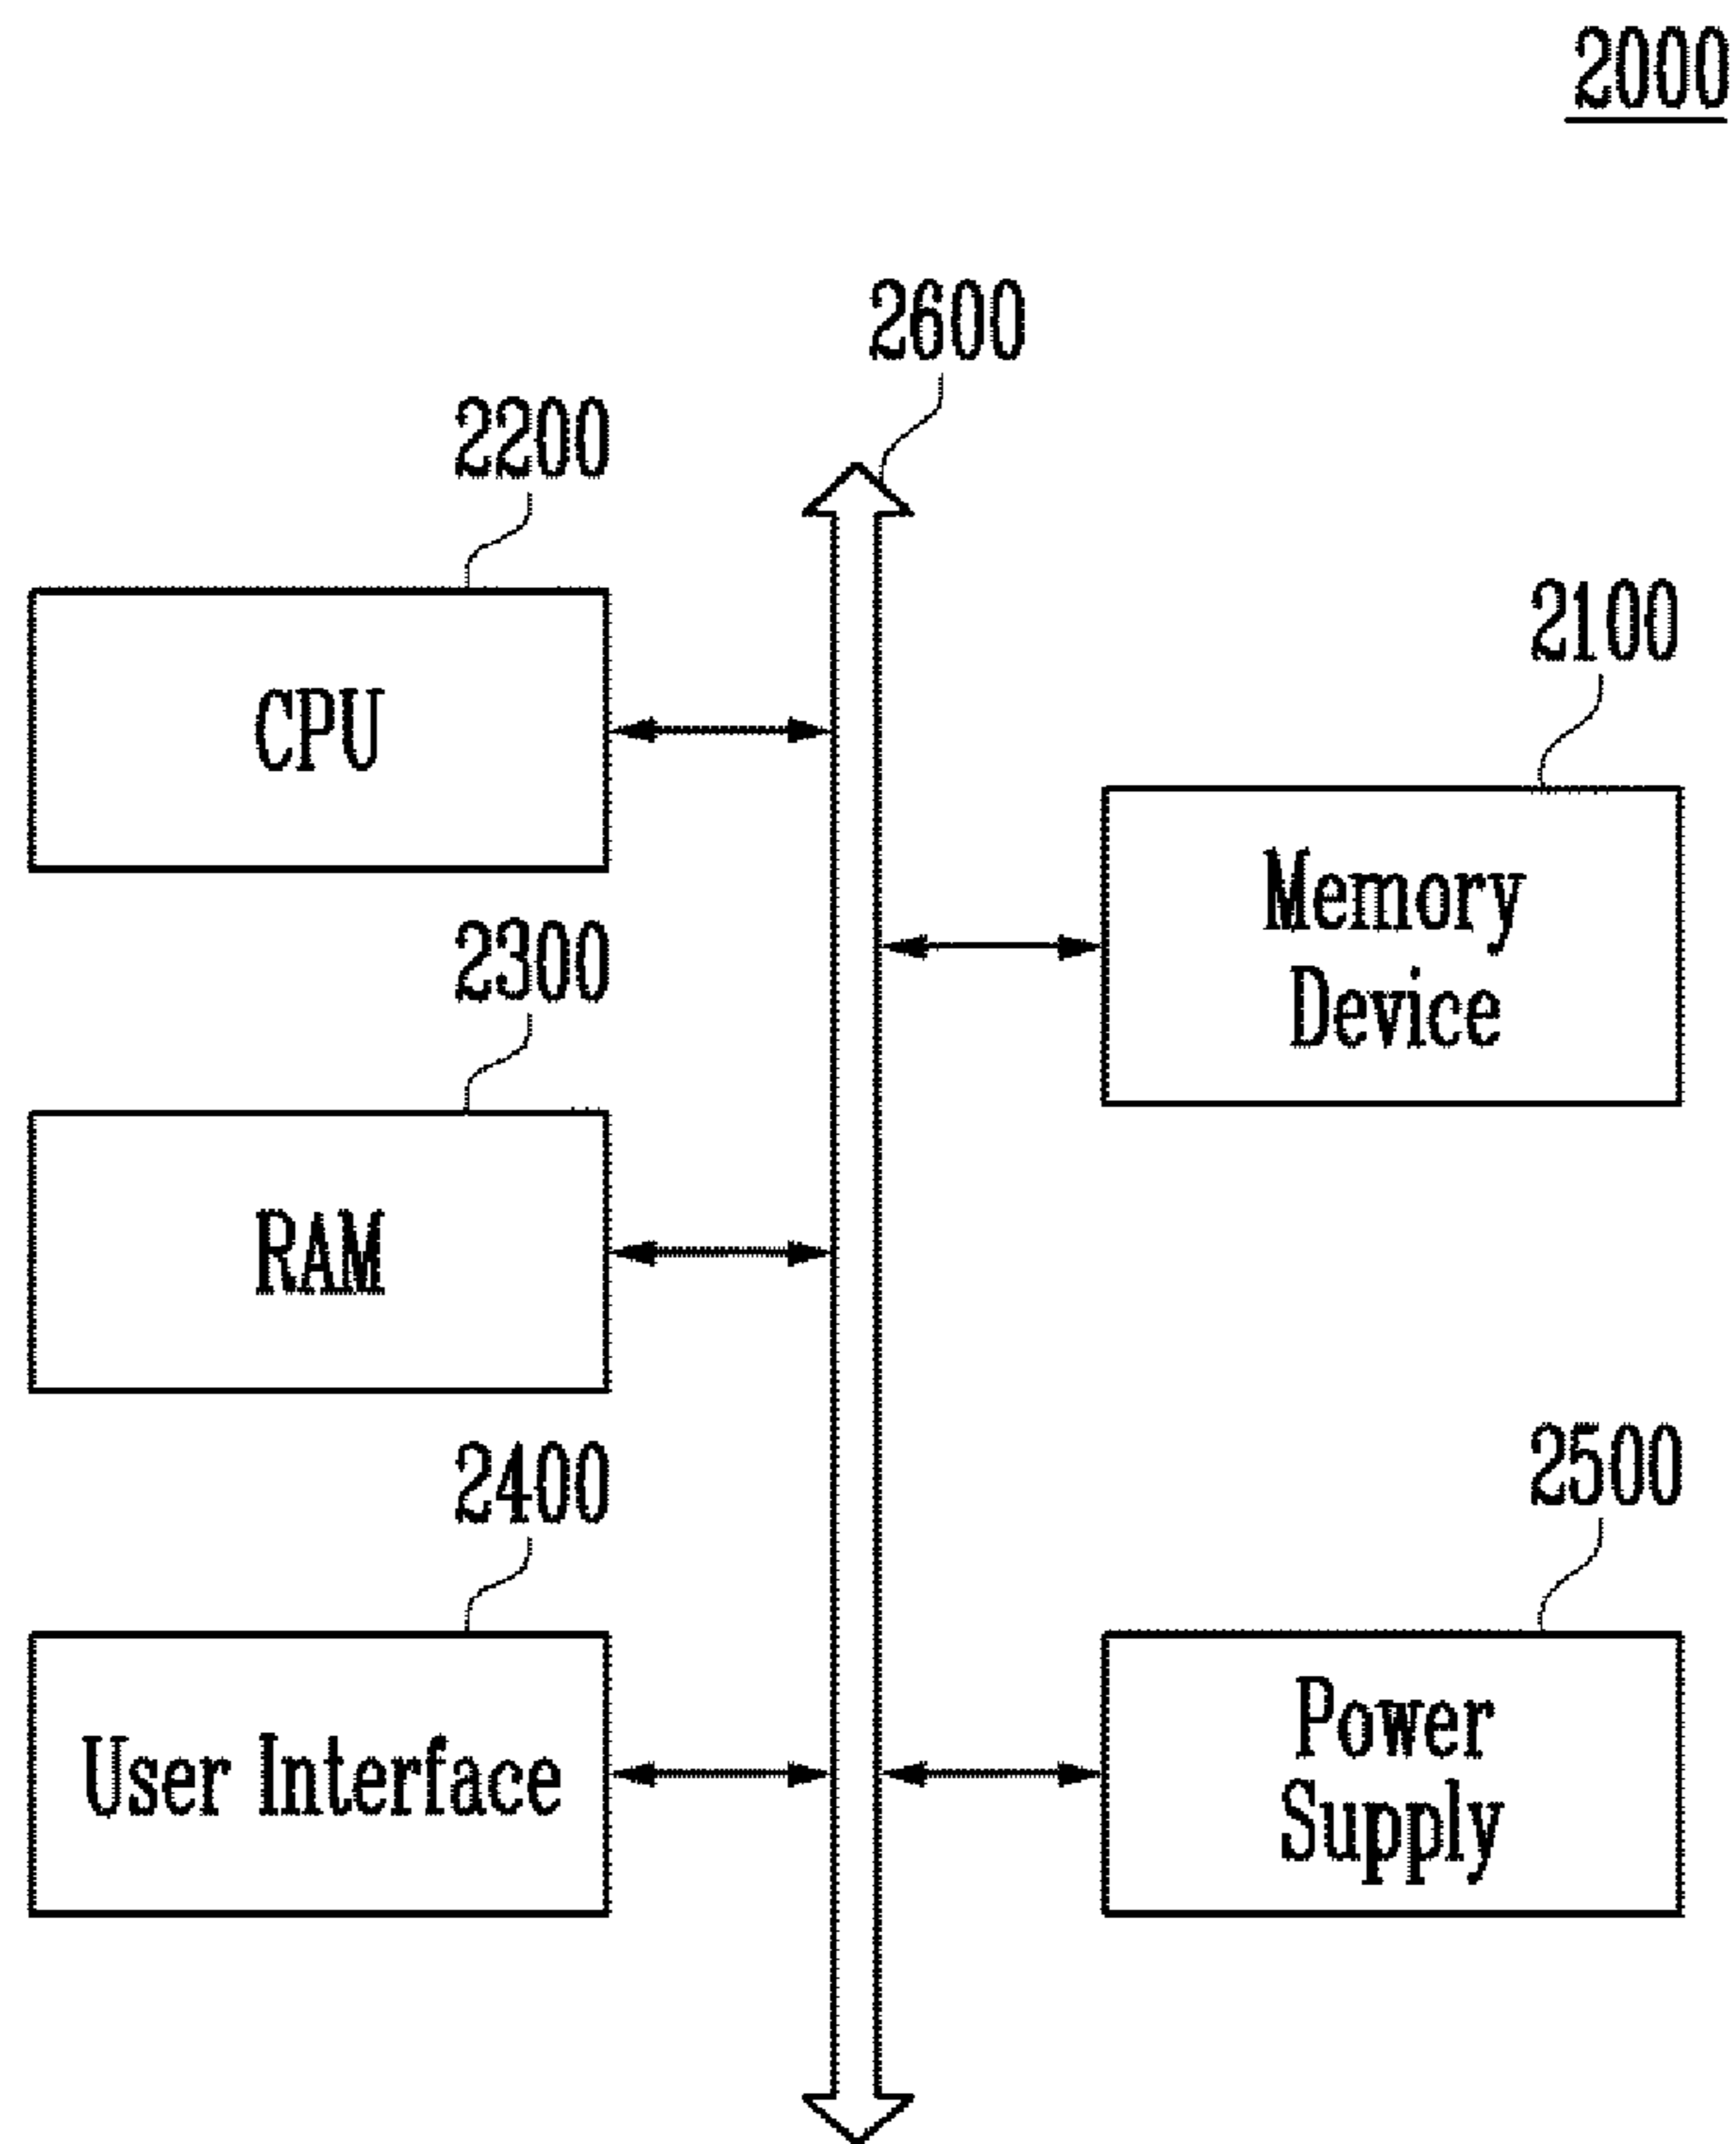 2000
2600
2200
CPU
2100
Memory
Device
2300
RAM
2400
User Interface
2500
Power
Supply